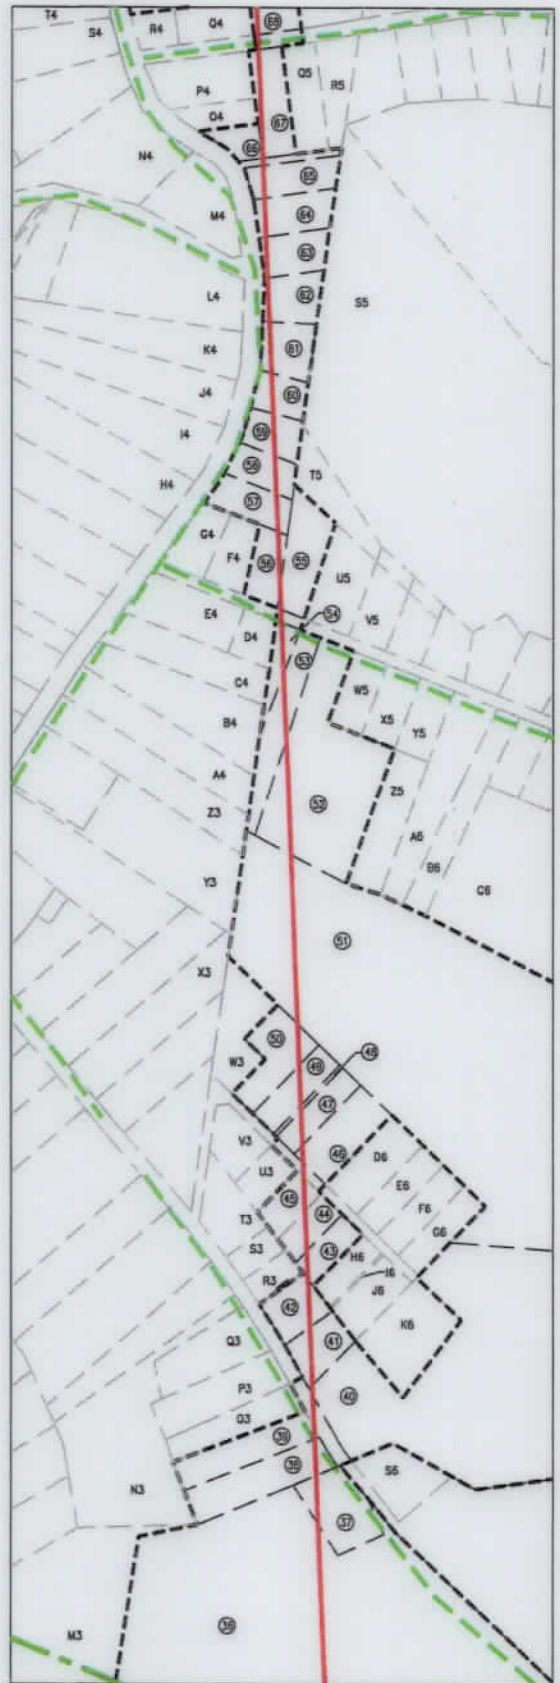 T4
S4
R4
Q4
68
P4
Q5
R5
O4
67
66
N4
65
M4
64
63
L4
62
S5
K4
61
J4
60
I4
59
58
H4
T5
57
G4
F4
56
55
U5
E4
54
V5
D4
53
C4
W5
X5
Y5
B4
A4
Z5
Z3
52
A6
B6
C6
Y3
51
X3
50
48
W3
49
47
V3
46
D6
U3
45
E6
T3
44
F6
G6
S3
43
H6
R3
I6
J6
42
K6
Q3
41
P3
40
O3
39
38
S6
N3
37
36
M3